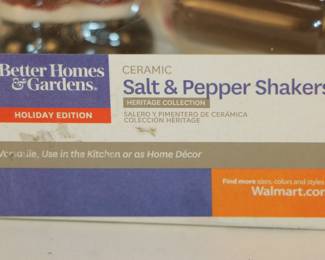 Better Homes
& Gardens®
HOLIDAY EDITION
CERAMIC
Salt & Pepper Shakers
HERITAGE COLLECTION
SALERO Y PIMENTERO DE CERÁMICA
COLECCIÓN HERITAGE
Use in the Kitchen or as Home Décor
Find more sizes, colors and styles
Walmart.com